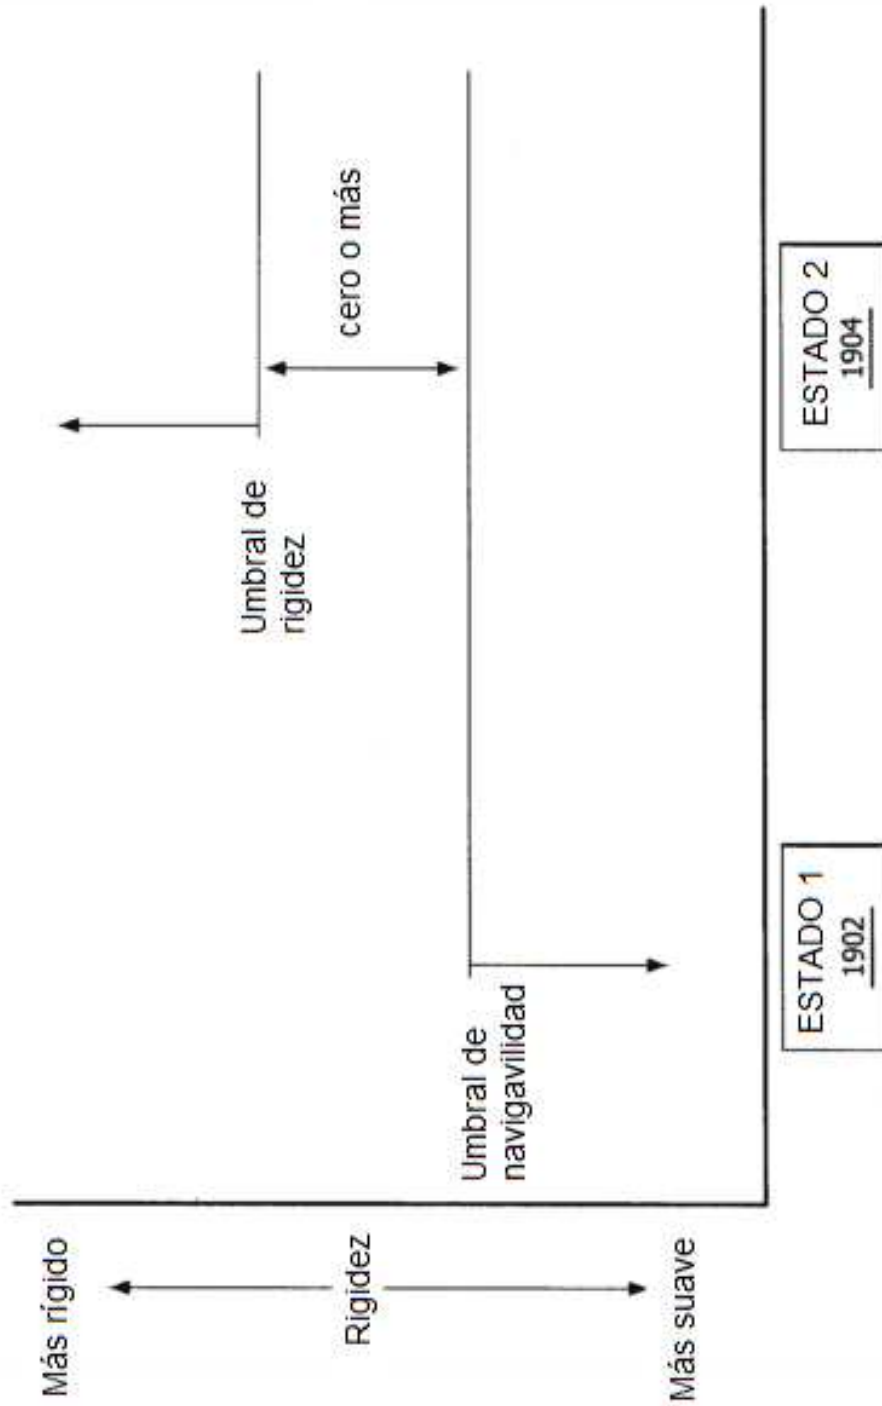 Más rígido
Rigidez
Más suave
Umbral de
rigidez
cero o más
Umbral de
navigavilidad
ESTADO 1
1902
ESTADO 2
1904